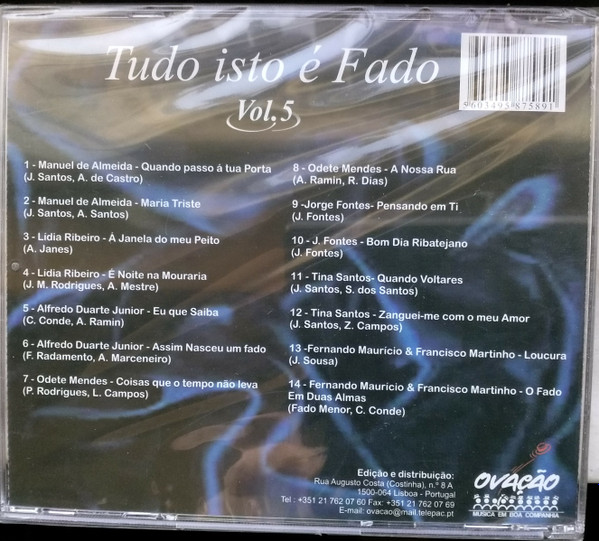 Tudo isto é Fado
Vol. 5
5603495875891
1 - Manuel de Almeida - Quando passo á tua Porta
(J. Santos, A. de Castro)
2 - Manuel de Almeida - Maria Triste
(J. Santos, A. Santos)
3 - Lídia Ribeiro - Á Janela do meu Peito
(A. Janes)
4 - Lídia Ribeiro - É Noite na Mouraria
(J. M. Rodrigues, A. Mestre)
5 - Alfredo Duarte Junior - Eu que Saiba
(C. Conde, A. Ramin)
6 - Alfredo Duarte Junior - Assim Nasceu um fado
(F. Radamento, A. Marceneiro)
7 - Odete Mendes - Coisas que o tempo não leva
(P. Rodrigues, L. Campos)
8 - Odete Mendes - A Nossa Rua
(A. Ramin, R. Dias)
9 -Jorge Fontes- Pensando em Ti
(J. Fontes)
10 - J. Fontes - Bom Dia Ribatejano
(J. Fontes)
11 - Tina Santos- Quando Voltares
(J. Santos, S. dos Santos)
12 - Tina Santos - Zanguei-me com o meu Amor
(J. Santos, Z. Campos)
13 -Fernando Maurício & Francisco Martinho - Loucura
(J. Sousa)
14 - Fernando Maurício & Francisco Martinho - O Fado
Em Duas Almas
(Fado Menor, C. Conde)
Edição e distribuição:
Rua Augusto Costa (Costinha), n.º 8 A
1500-064 Lisboa - Portugal
Tel : +351 21 762 07 60 Fax: +351 21 762 07 69
E-mail: ovacao@mail.telepac.pt
OVAÇÃO
MUSICA EM BOA COMPANHIA